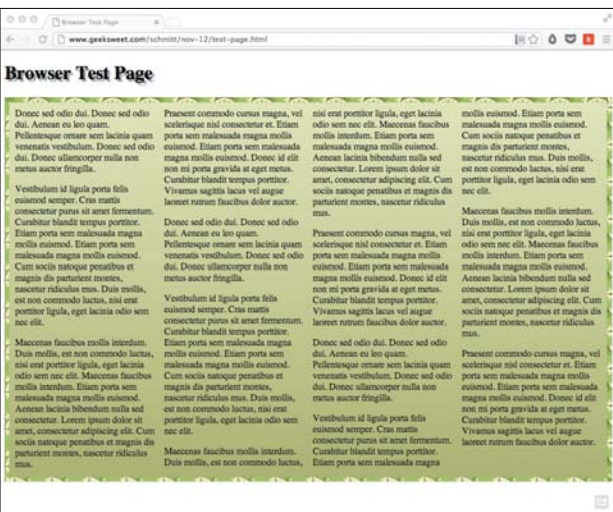 Browser Test Page
www.geeksweet.com/schmitt/nov-12/test-page.html
Browser Test Page
Donec sed odio dui. Donec sed odio
dui. Aenean eu leo quam.
Pellentesque ornare sem lacinia quam
venenatis vestibulum. Donec sed odio
dui. Donec ullamcorper nulla non
metus auctor fringilla.
Vestibulum id ligula porta felis
euismod semper. Cras mattis
consectetur purus sit amet fermentum.
Curabitur blandit tempus porttitor.
Etiam porta sem malesuada magna
mollis euismod. Etiam porta sem
malesuada magna mollis euismod.
Cum sociis natoque penatibus et
magnis dis parturient montes,
nascetur ridiculus mus. Duis mollis,
est non commodo luctus, nisi erat
porttitor ligula, eget lacinia odio sem
nec elit.
Maecenas faucibus mollis interdum.
Duis mollis, est non commodo luctus,
nisi erat porttitor ligula, eget lacinia
odio sem nec elit. Maecenas faucibus
mollis interdum. Etiam porta sem
malesuada magna mollis euismod.
Aenean lacinia bibendum nulla sed
consectetur. Lorem ipsum dolor sit
amet, consectetur adipiscing elit. Cum
sociis natoque penatibus et magnis dis
parturient montes, nascetur ridiculus
mus.
Praesent commodo cursus magna, vel
scelerisque nisl consectetur et. Etiam
porta sem malesuada magna mollis
euismod. Etiam porta sem malesuada
magna mollis euismod. Donec id elit
non mi porta gravida at eget metus.
Curabitur blandit tempus porttitor.
Vivamus sagittis lacus vel augue
laoreet rutrum faucibus dolor auctor.
Donec sed odio dui. Donec sed odio
dui. Aenean eu leo quam.
Pellentesque ornare sem lacinia quam
venenatis vestibulum. Donec sed odio
dui. Donec ullamcorper nulla non
metus auctor fringilla.
Vestibulum id ligula porta felis
euismod semper. Cras mattis
consectetur purus sit amet fermentum.
Curabitur blandit tempus porttitor.
Etiam porta sem malesuada magna
mollis euismod. Etiam porta sem
malesuada magna mollis euismod.
Cum sociis natoque penatibus et
magnis dis parturient montes,
nascetur ridiculus mus. Duis mollis,
est non commodo luctus, nisi erat
porttitor ligula, eget lacinia odio sem
nec elit.
Maecenas faucibus mollis interdum.
Duis mollis, est non commodo luctus,
nisi erat porttitor ligula, eget lacinia
odio sem nec elit. Maecenas faucibus
mollis interdum. Etiam porta sem
malesuada magna mollis euismod.
Aenean lacinia bibendum nulla sed
consectetur. Lorem ipsum dolor sit
amet, consectetur adipiscing elit. Cum
sociis natoque penatibus et magnis dis
parturient montes, nascetur ridiculus
mus.
Praesent commodo cursus magna, vel
scelerisque nisl consectetur et. Etiam
porta sem malesuada magna mollis
euismod. Etiam porta sem malesuada
magna mollis euismod. Donec id elit
non mi porta gravida at eget metus.
Curabitur blandit tempus porttitor.
Vivamus sagittis lacus vel augue
laoreet rutrum faucibus dolor auctor.
Donec sed odio dui. Donec sed odio
dui. Aenean eu leo quam.
Pellentesque ornare sem lacinia quam
venenatis vestibulum. Donec sed odio
dui. Donec ullamcorper nulla non
metus auctor fringilla.
Vestibulum id ligula porta felis
euismod semper. Cras mattis
consectetur purus sit amet fermentum.
Curabitur blandit tempus porttitor.
Etiam porta sem malesuada magna
mollis euismod. Etiam porta sem
malesuada magna mollis euismod.
Cum sociis natoque penatibus et
magnis dis parturient montes,
nascetur ridiculus mus. Duis mollis,
est non commodo luctus, nisi erat
porttitor ligula, eget lacinia odio sem
nec elit.
Maecenas faucibus mollis interdum.
Duis mollis, est non commodo luctus,
nisi erat porttitor ligula, eget lacinia
odio sem nec elit. Maecenas faucibus
mollis interdum. Etiam porta sem
malesuada magna mollis euismod.
Aenean lacinia bibendum nulla sed
consectetur. Lorem ipsum dolor sit
amet, consectetur adipiscing elit. Cum
sociis natoque penatibus et magnis dis
parturient montes, nascetur ridiculus
mus.
Praesent commodo cursus magna, vel
scelerisque nisl consectetur et. Etiam
porta sem malesuada magna mollis
euismod. Etiam porta sem malesuada
magna mollis euismod. Donec id elit
non mi porta gravida at eget metus.
Curabitur blandit tempus porttitor.
Vivamus sagittis lacus vel augue
laoreet rutrum faucibus dolor auctor.